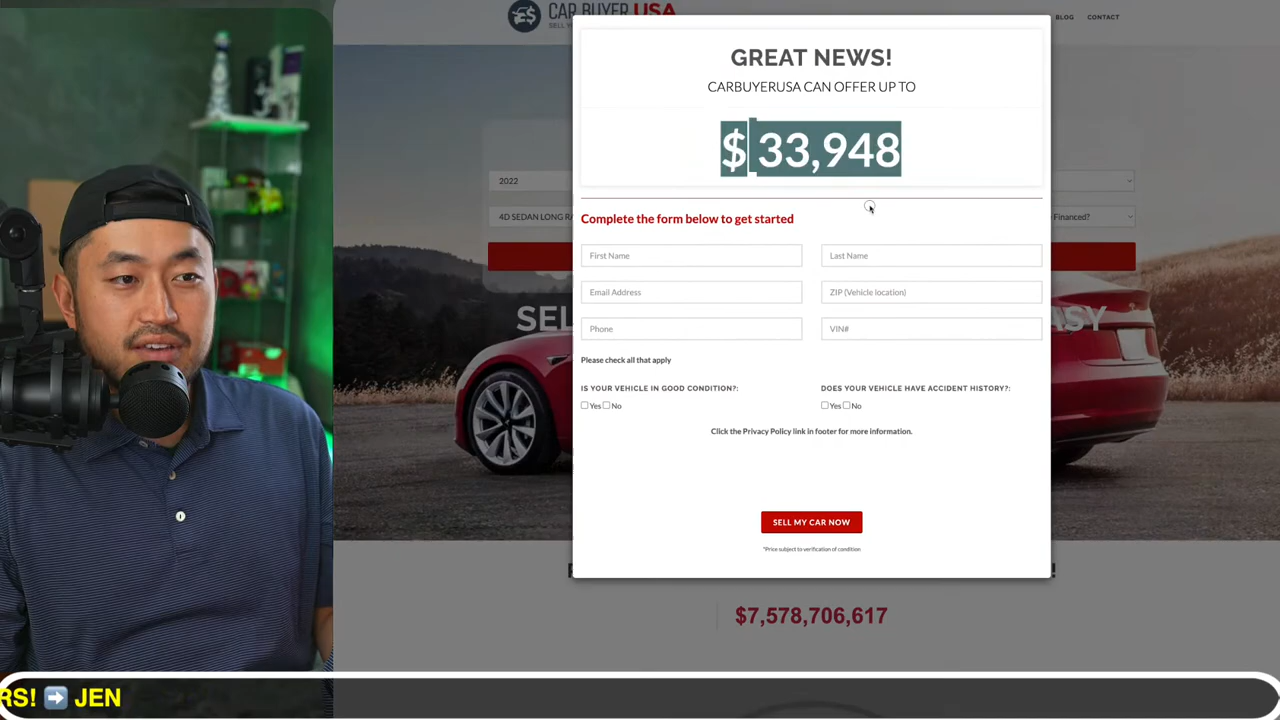 CAR BUYER USA
BLOG
CONTACT
GREAT NEWS!
CARBUYERUSA CAN OFFER UP TO
$ 33,948
2022
4D SEDAN LONG
Financed?
Complete the form below to get started
First Name
Last Name
Email Address
ZIP (Vehicle location)
Phone
VIN#
Please check all that apply
IS YOUR VEHICLE IN GOOD CONDITION?:
DOES YOUR VEHICLE HAVE ACCIDENT HISTORY?:
Yes No
Yes No
Click the Privacy Policy link in footer for more information.
SELL MY CAR NOW
*Price subject to verification of condition
$7,578,706,617
RS! ➡️ JEN